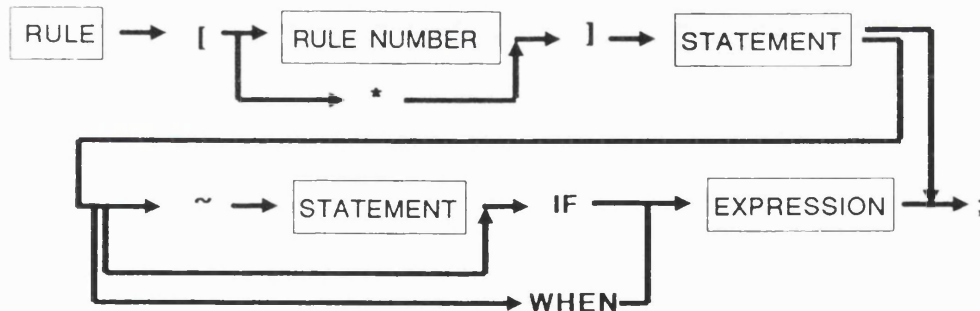 RULE [ RULE NUMBER ] STATEMENT
*
~ STATEMENT IF EXPRESSION ;
WHEN